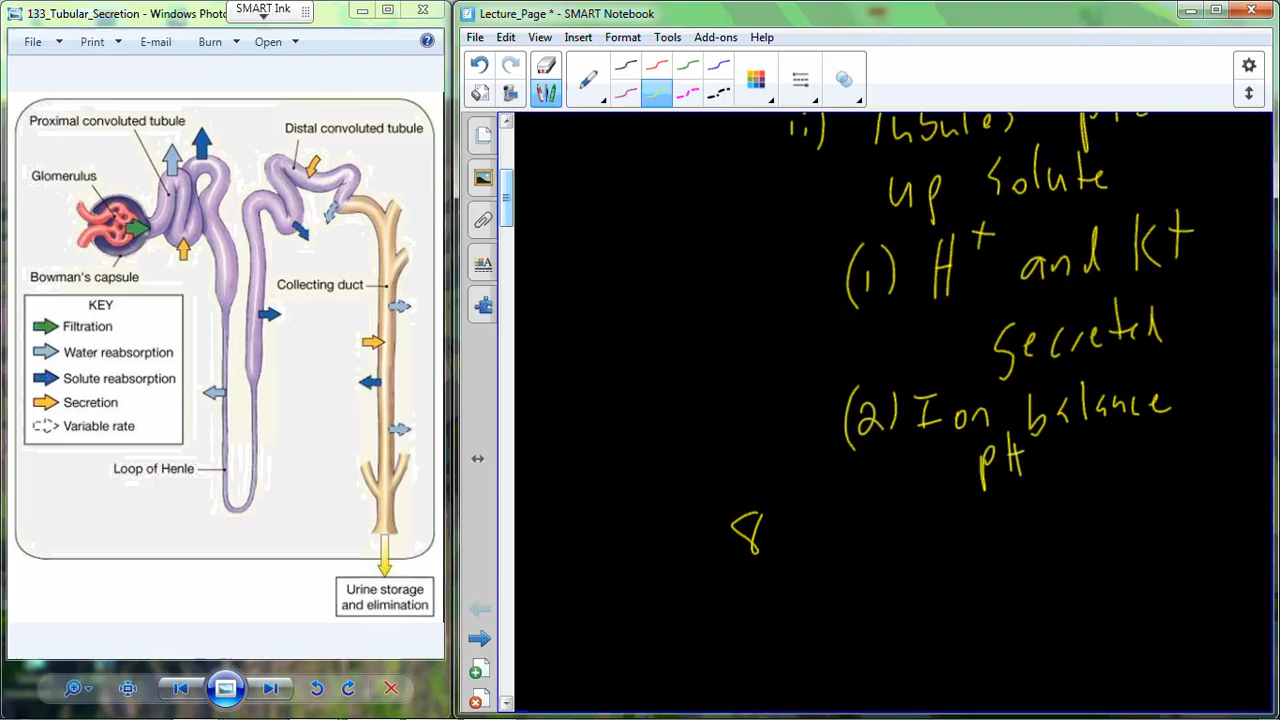 133_Tubular_Secretion - Windows Photo
SMART Ink
File Print E-mail Burn Open
Proximal convoluted tubule
Distal convoluted tubule
Glomerulus
Bowman's capsule
Collecting duct
KEY
Filtration
Water reabsorption
Solute reabsorption
Secretion
Variable rate
Loop of Henle
Urine storage
and elimination
Lecture_Page * - SMART Notebook
File Edit View Insert Format Tools Add-ons Help
ii) tubules
up solute
(1) H+ and K+
secreted
(2) Ion balance
pH
8